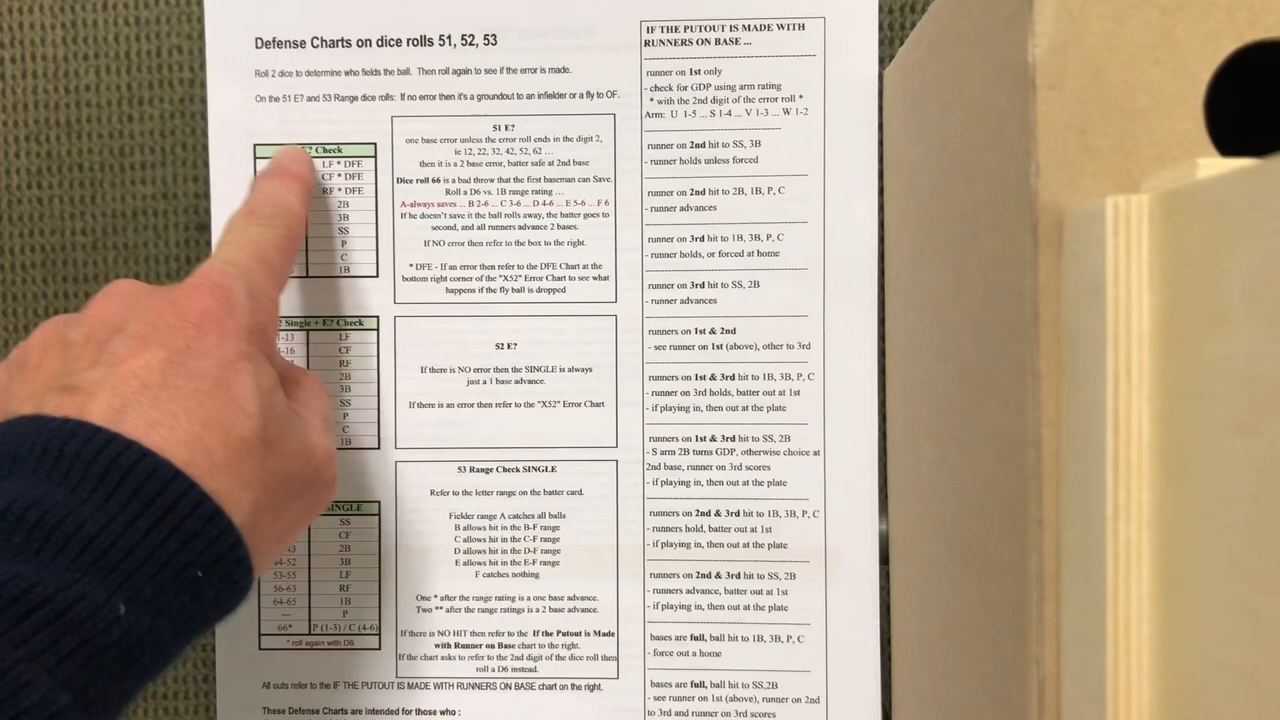 Defense Charts on dice rolls 51, 52, 53
Roll 2 dice to determine who fields the ball. Then roll again to see if the error is made.
On the 51 E? and 53 Range dice rolls: If no error then it's a groundout to an infielder or a fly to OF.
Check
LF * DFE
CF * DFE
RF * DFE
2B
3B
SS
P
C
1B
51 E?
one base error unless the error roll ends in the digit 2,
ie 12, 22, 32, 42, 52, 62 ...
then it is a 2 base error, batter safe at 2nd base
Dice roll 66 is a bad throw that the first baseman can Save.
Roll a D6 vs. 1B range rating ...
A-always saves ... B 2-6 ... C 3-6 ... D 4-6 ... E 5-6 ... F 6
If he doesn't save it the ball rolls away, the batter goes to
second, and all runners advance 2 bases.
If NO error then refer to the box to the right.
* DFE - If an error then refer to the DFE Chart at the
bottom right corner of the "X52" Error Chart to see what
happens if the fly ball is dropped
Single + E? Check
-13 LF
-16 CF
RF
2B
3B
SS
P
C
1B
52 E?
If there is NO error then the SINGLE is always
just a 1 base advance.
If there is an error then refer to the "X52" Error Chart
SINGLE
SS
CF
2B
-52 3B
53-55 LF
56-63 RF
64-65 1B
--- P
66* P (1-3) / C (4-6)
* roll again with D6
53 Range Check SINGLE
Refer to the letter range on the batter card.
Fielder range A catches all balls
B allows hit in the B-F range
C allows hit in the C-F range
D allows hit in the D-F range
E allows hit in the E-F range
F catches nothing
One * after the range rating is a one base advance.
Two ** after the range ratings is a 2 base advance.
If there is NO HIT then refer to the If the Putout is Made
with Runner on Base chart to the right.
If the chart asks to refer to the 2nd digit of the dice roll then
roll a D6 instead.
All outs refer to the IF THE PUTOUT IS MADE WITH RUNNERS ON BASE chart on the right.
These Defense Charts are intended for those who :
IF THE PUTOUT IS MADE WITH
RUNNERS ON BASE ...
runner on 1st only
- check for GDP using arm rating
* with the 2nd digit of the error roll *
Arm: U 1-5 ... S 1-4 ... V 1-3 ... W 1-2
runner on 2nd hit to SS, 3B
- runner holds unless forced
runner on 2nd hit to 2B, 1B, P, C
- runner advances
runner on 3rd hit to 1B, 3B, P, C
- runner holds, or forced at home
runner on 3rd hit to SS, 2B
- runner advances
runners on 1st & 2nd
- see runner on 1st (above), other to 3rd
runners on 1st & 3rd hit to 1B, 3B, P, C
- runner on 3rd holds, batter out at 1st
- if playing in, then out at the plate
runners on 1st & 3rd hit to SS, 2B
- S arm 2B turns GDP, otherwise choice at
2nd base, runner on 3rd scores
- if playing in, then out at the plate
runners on 2nd & 3rd hit to 1B, 3B, P, C
- runners hold, batter out at 1st
- if playing in, then out at the plate
runners on 2nd & 3rd hit to SS, 2B
- runners advance, batter out at 1st
- if playing in, then out at the plate
bases are full, ball hit to 1B, 3B, P, C
- force out a home
bases are full, ball hit to SS,2B
- see runner on 1st (above), runner on 2nd
to 3rd and runner on 3rd scores